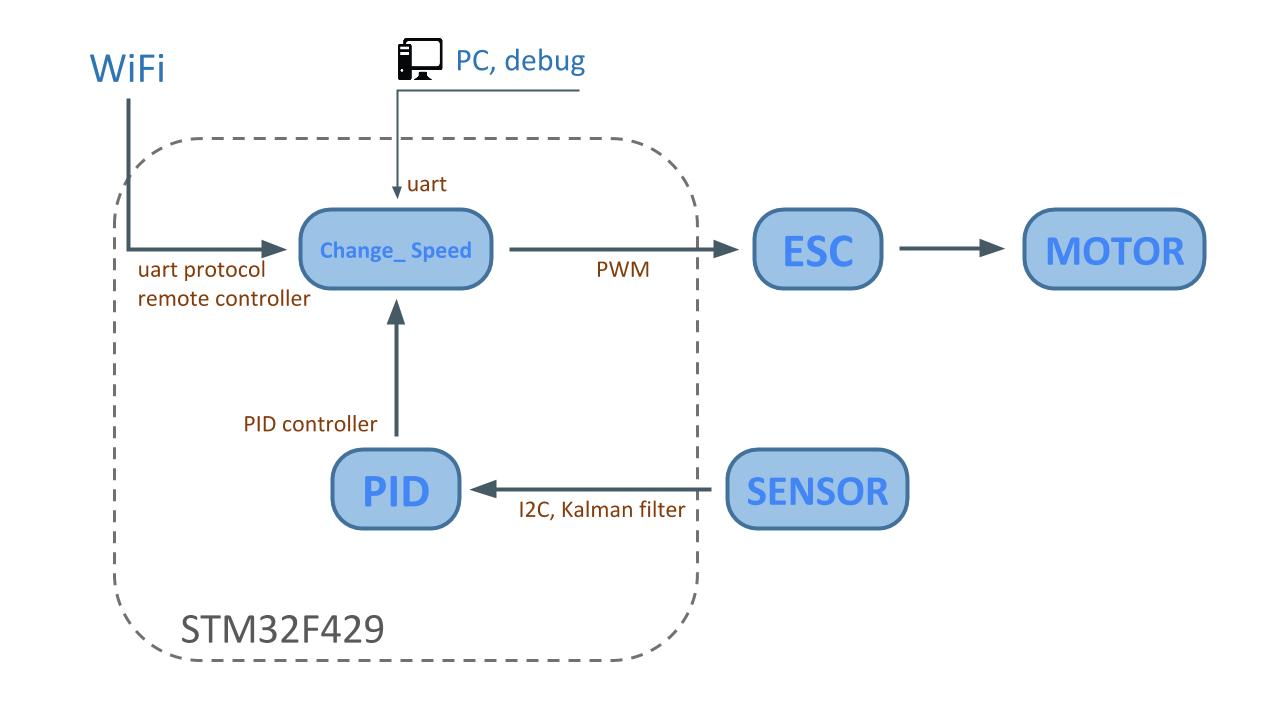 WiFi
PC, debug
uart
Change_ Speed
uart protocol
remote controller
PWM
ESC
MOTOR
PID controller
PID
I2C, Kalman filter
SENSOR
STM32F429